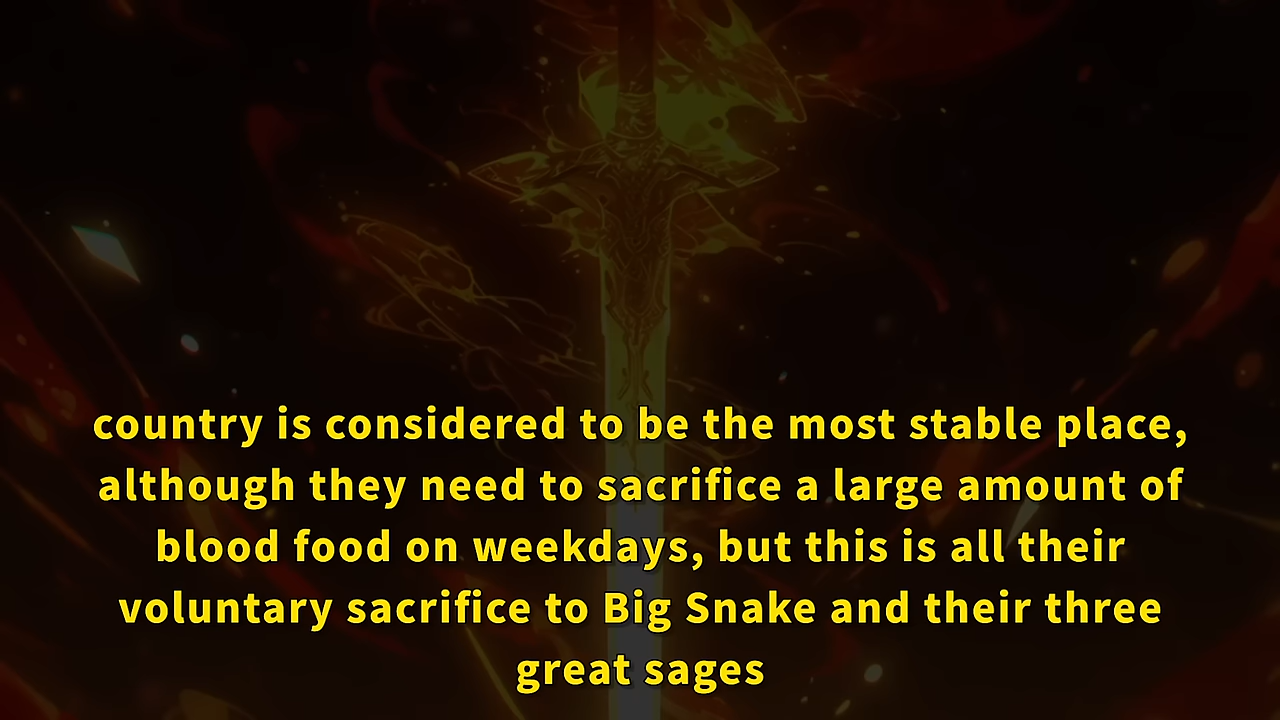 country is considered to be the most stable place,
although they need to sacrifice a large amount of
blood food on weekdays, but this is all their
voluntary sacrifice to Big Snake and their three
great sages